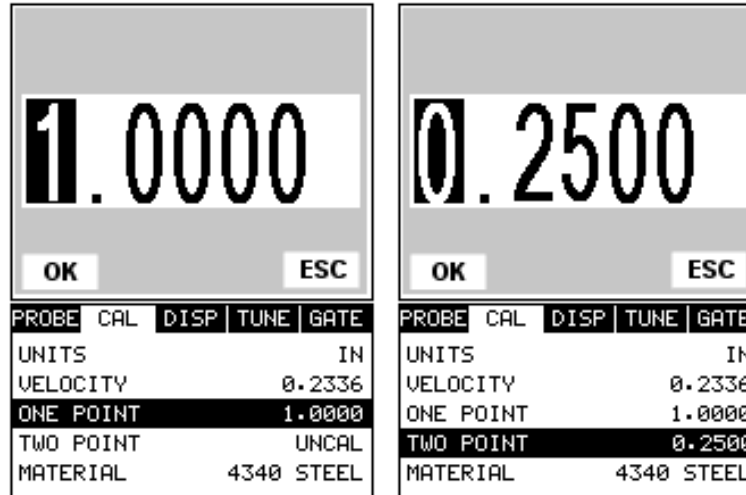 1.0000
OK ESC
PROBE CAL DISP TUNE GATE
UNITS IN
VELOCITY 0.2336
ONE POINT 1.0000
TWO POINT UNCAL
MATERIAL 4340 STEEL
0.2500
OK ESC
PROBE CAL DISP TUNE GATE
UNITS IN
VELOCITY 0.2336
ONE POINT 1.0000
TWO POINT 0.2500
MATERIAL 4340 STEEL